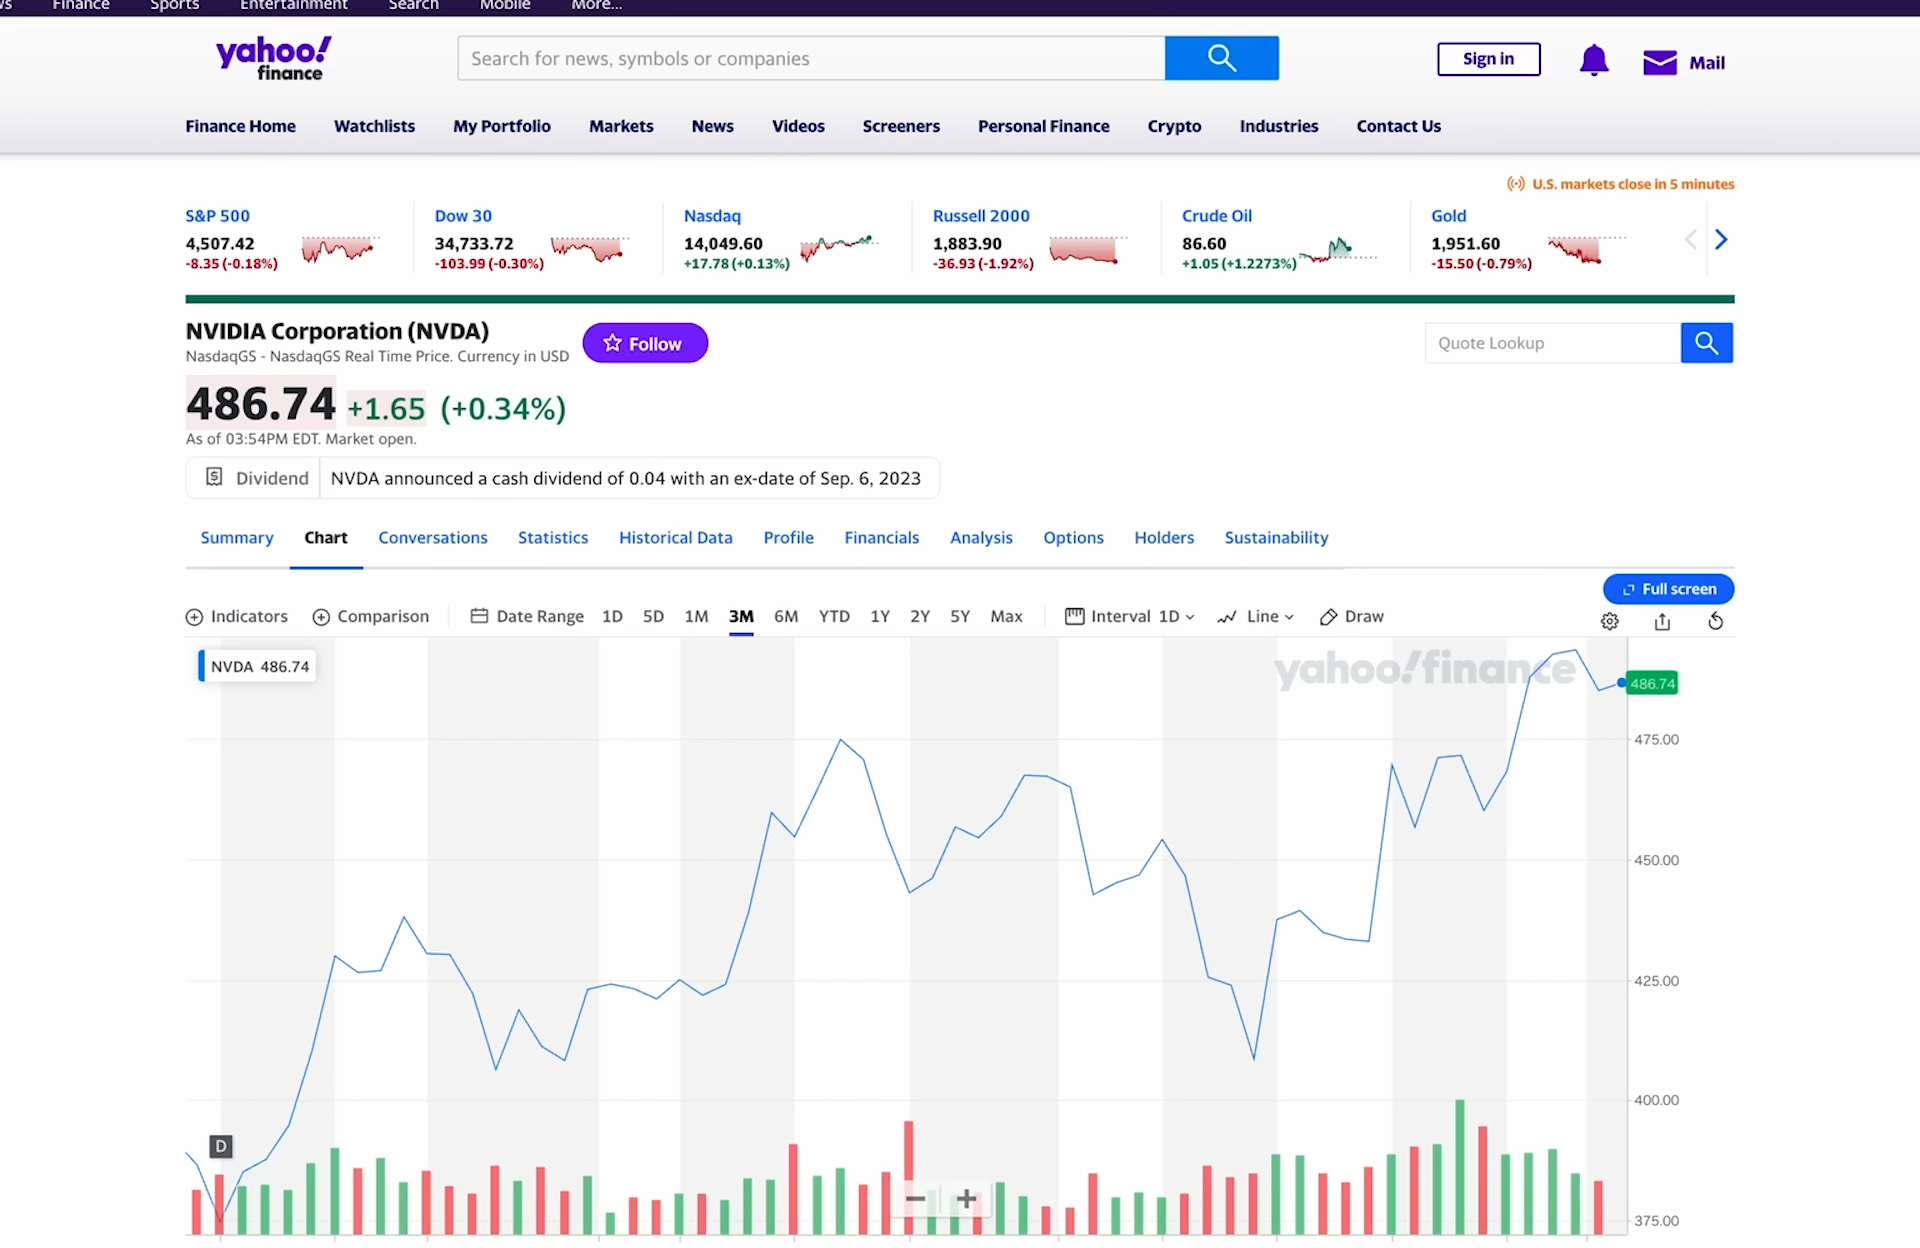 Finance Sports Entertainment Search Mobile More...
yahoo!
finance
Search for news, symbols or companies
Sign in
Mail
Finance Home Watchlists My Portfolio Markets News Videos Screeners Personal Finance Crypto Industries Contact Us
U.S. markets close in 5 minutes
S&P 500
4,507.42
-8.35 (-0.18%)
Dow 30
34,733.72
-103.99 (-0.30%)
Nasdaq
14,049.60
+17.78 (+0.13%)
Russell 2000
1,883.90
-36.93 (-1.92%)
Crude Oil
86.60
+1.05 (+1.2273%)
Gold
1,951.60
-15.50 (-0.79%)
NVIDIA Corporation (NVDA)
NasdaqGS - NasdaqGS Real Time Price. Currency in USD
Follow
Quote Lookup
486.74 +1.65 (+0.34%)
As of 03:54PM EDT. Market open.
Dividend NVDA announced a cash dividend of 0.04 with an ex-date of Sep. 6, 2023
Summary Chart Conversations Statistics Historical Data Profile Financials Analysis Options Holders Sustainability
Full screen
Indicators Comparison Date Range 1D 5D 1M 3M 6M YTD 1Y 2Y 5Y Max Interval 1D Line Draw
NVDA 486.74
yahoo!finance
486.74
475.00
450.00
425.00
400.00
D
375.00